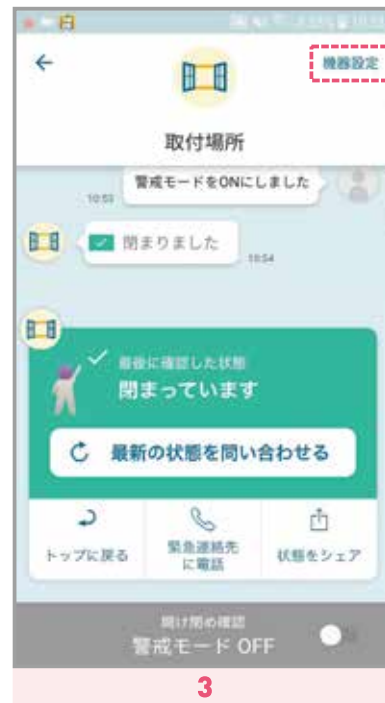 機器設定
取付場所
警戒モードをONにしました
10:53
閉まりました
10:54
最後に確認した状態
閉まっています
最新の状態を問い合わせる
トップに戻る
緊急連絡先
に電話
状態をシェア
開け閉め確認
警戒モード OFF
3